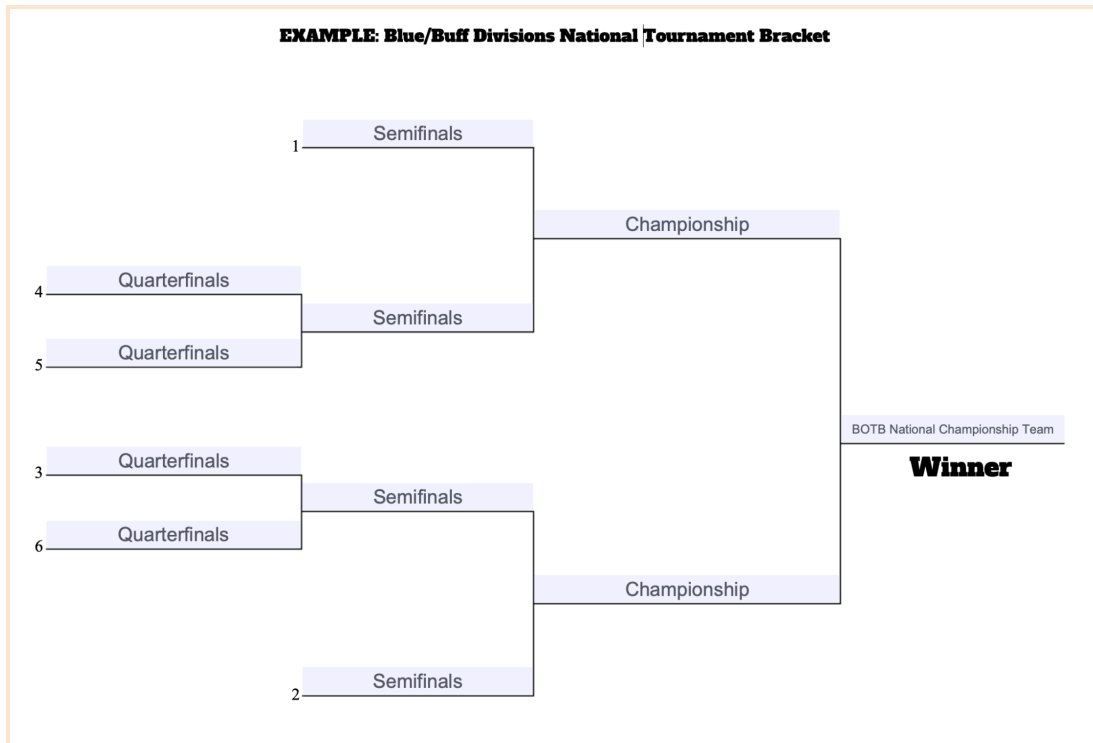 EXAMPLE: Blue/Buff Divisions National Tournament Bracket
1 Semifinals
Championship
4 Quarterfinals
Semifinals
5 Quarterfinals
BOTB National Championship Team
Winner
3 Quarterfinals
Semifinals
6 Quarterfinals
Championship
2 Semifinals